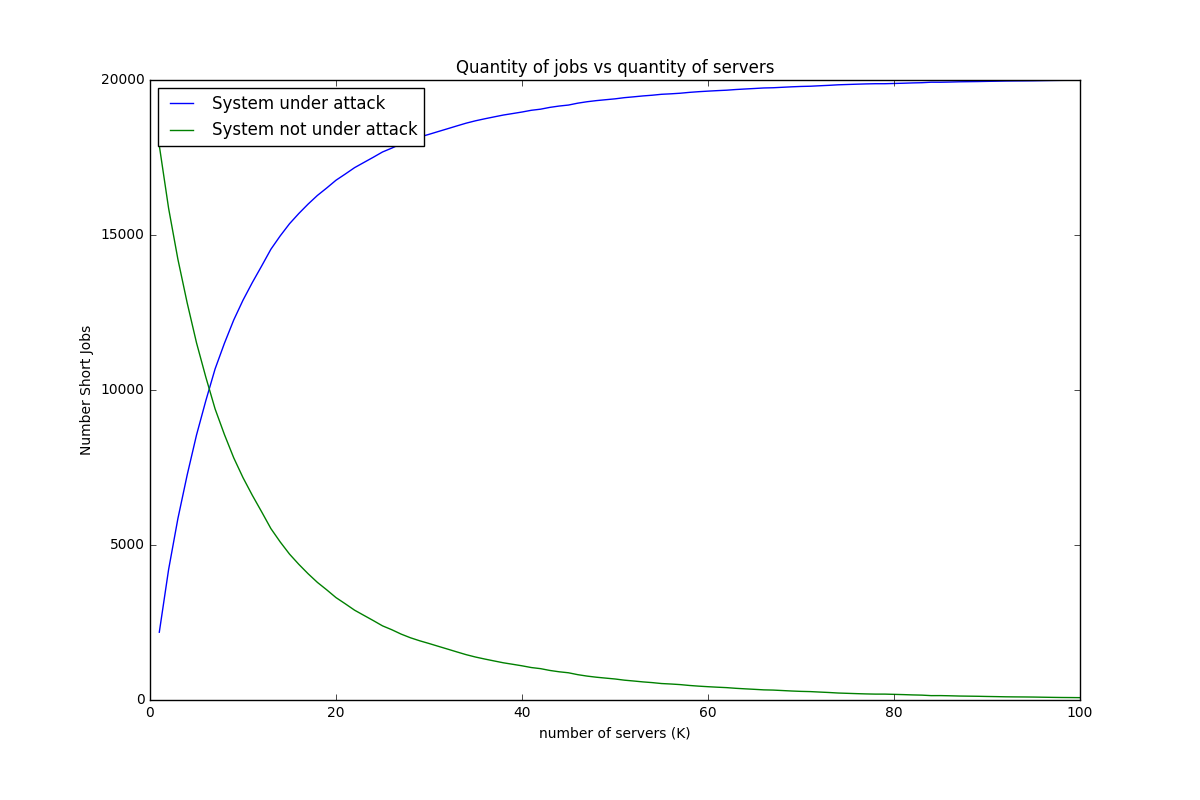 Quantity of jobs vs quantity of servers
20000
System under attack
System not under attack
15000
Number Short Jobs
10000
5000
0
0 20 40 60 80 100
number of servers (K)